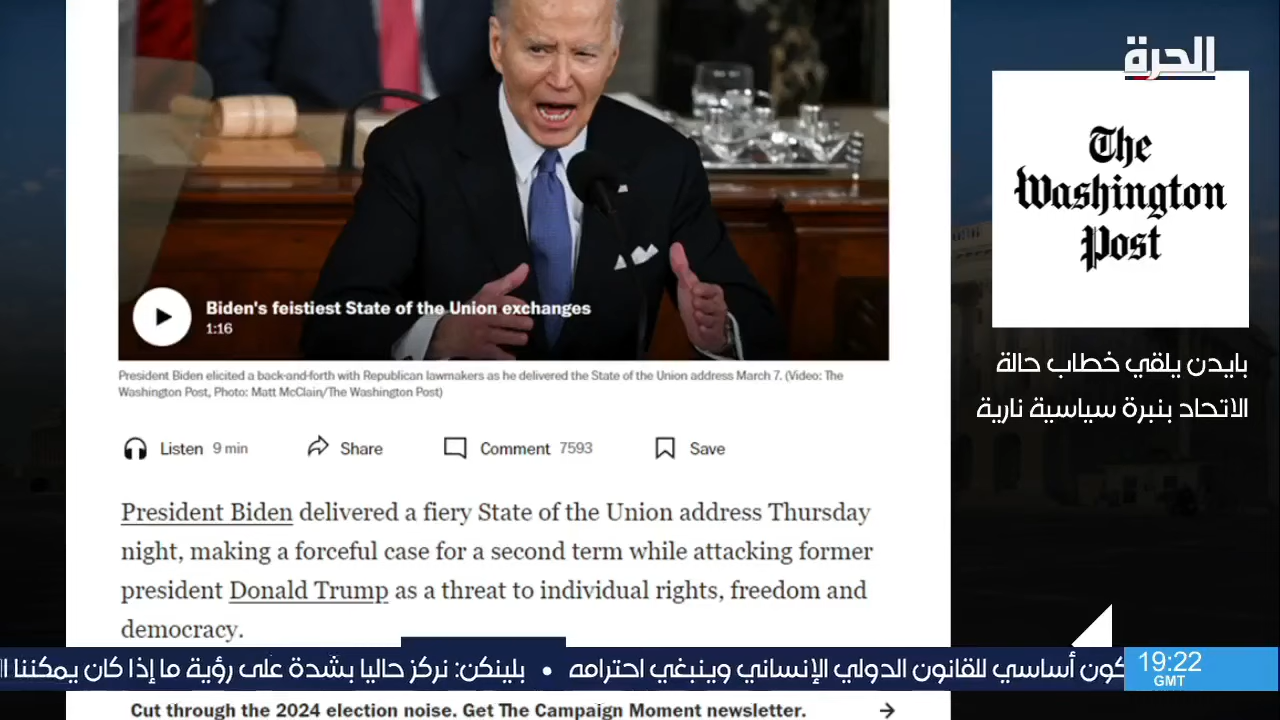 الحرة
The
Washington
Post
بايدن يلقي خطاب حالة
الاتحاد بنبرة سياسية نارية
Biden's feistiest State of the Union exchanges
1:16
President Biden elicited a back-and-forth with Republican lawmakers as he delivered the State of the Union address March 7. (Video: The
Washington Post, Photo: Matt McClain/The Washington Post)
Listen 9 min Share Comment 7593 Save
President Biden delivered a fiery State of the Union address Thursday
night, making a forceful case for a second term while attacking former
president Donald Trump as a threat to individual rights, freedom and
democracy.
أساسي للقانون الدولي الإنساني وينبغي احترامه • بلينكن: نركز حاليا بشدة على رؤية ما إذا كان يمكننا
19:22
GMT
Cut through the 2024 election noise. Get The Campaign Moment newsletter.